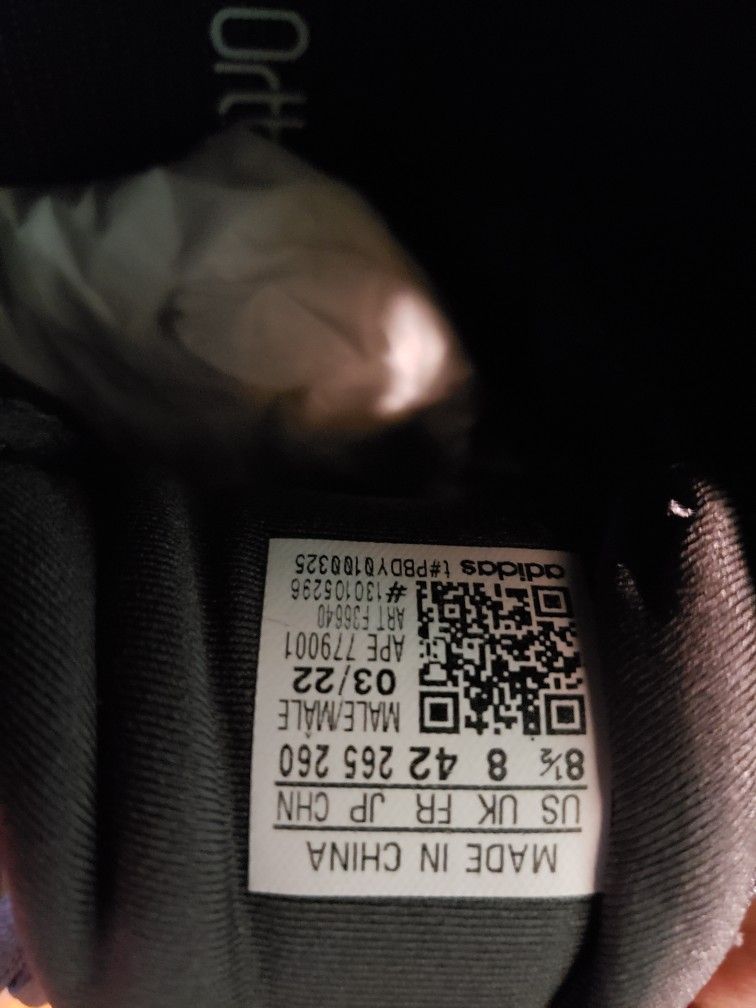 MADE IN CHINA
US UK FR JP CHN
8½ 8 42 265 260
MALE/MÂLE
03/22
APE 779001
ART F36640
#130105296
adidas t#PBDY0100325
Ort